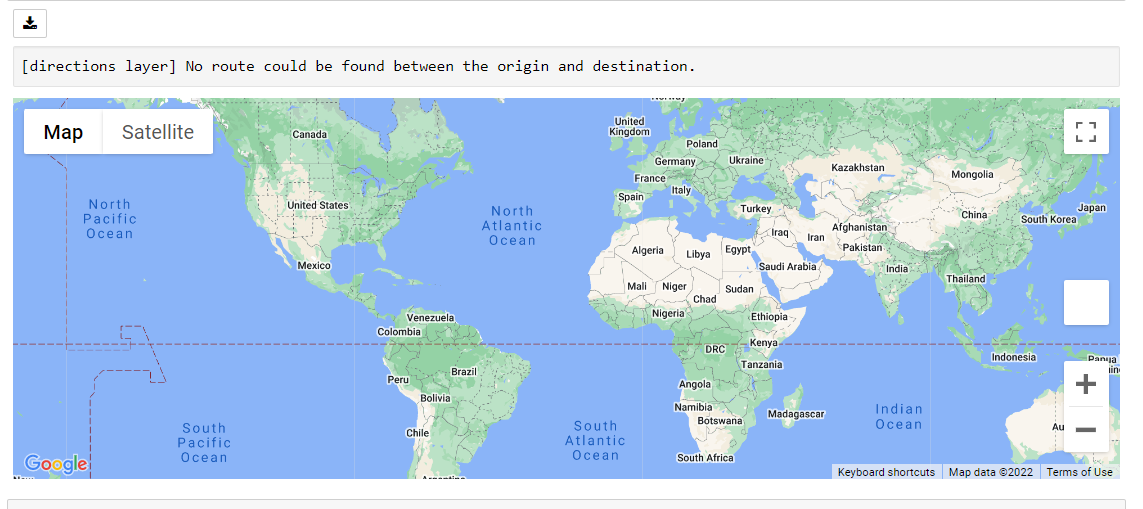 [directions layer] No route could be found between the origin and destination.
Map
Satellite
Norway
Canada
United
Kingdom
Poland
Germany
Ukraine
France
Kazakhstan
Mongolia
Spain
Italy
North
Pacific
Ocean
United States
North
Atlantic
Ocean
Turkey
China
Japan
South Korea
Iraq
Iran
Afghanistan
Pakistan
Algeria
Libya
Egypt
Mexico
Saudi Arabia
India
Thailand
Mali
Niger
Sudan
Chad
Nigeria
Ethiopia
Venezuela
Colombia
DRC
Kenya
Indonesia
Papua
Tanzania
Brazil
Peru
Angola
Bolivia
Namibia
Botswana
Madagascar
Indian
Ocean
South
Pacific
Ocean
Chile
South
Atlantic
Ocean
Au
South Africa
Google
Keyboard shortcuts
Map data ©2022
Terms of Use
Argentina